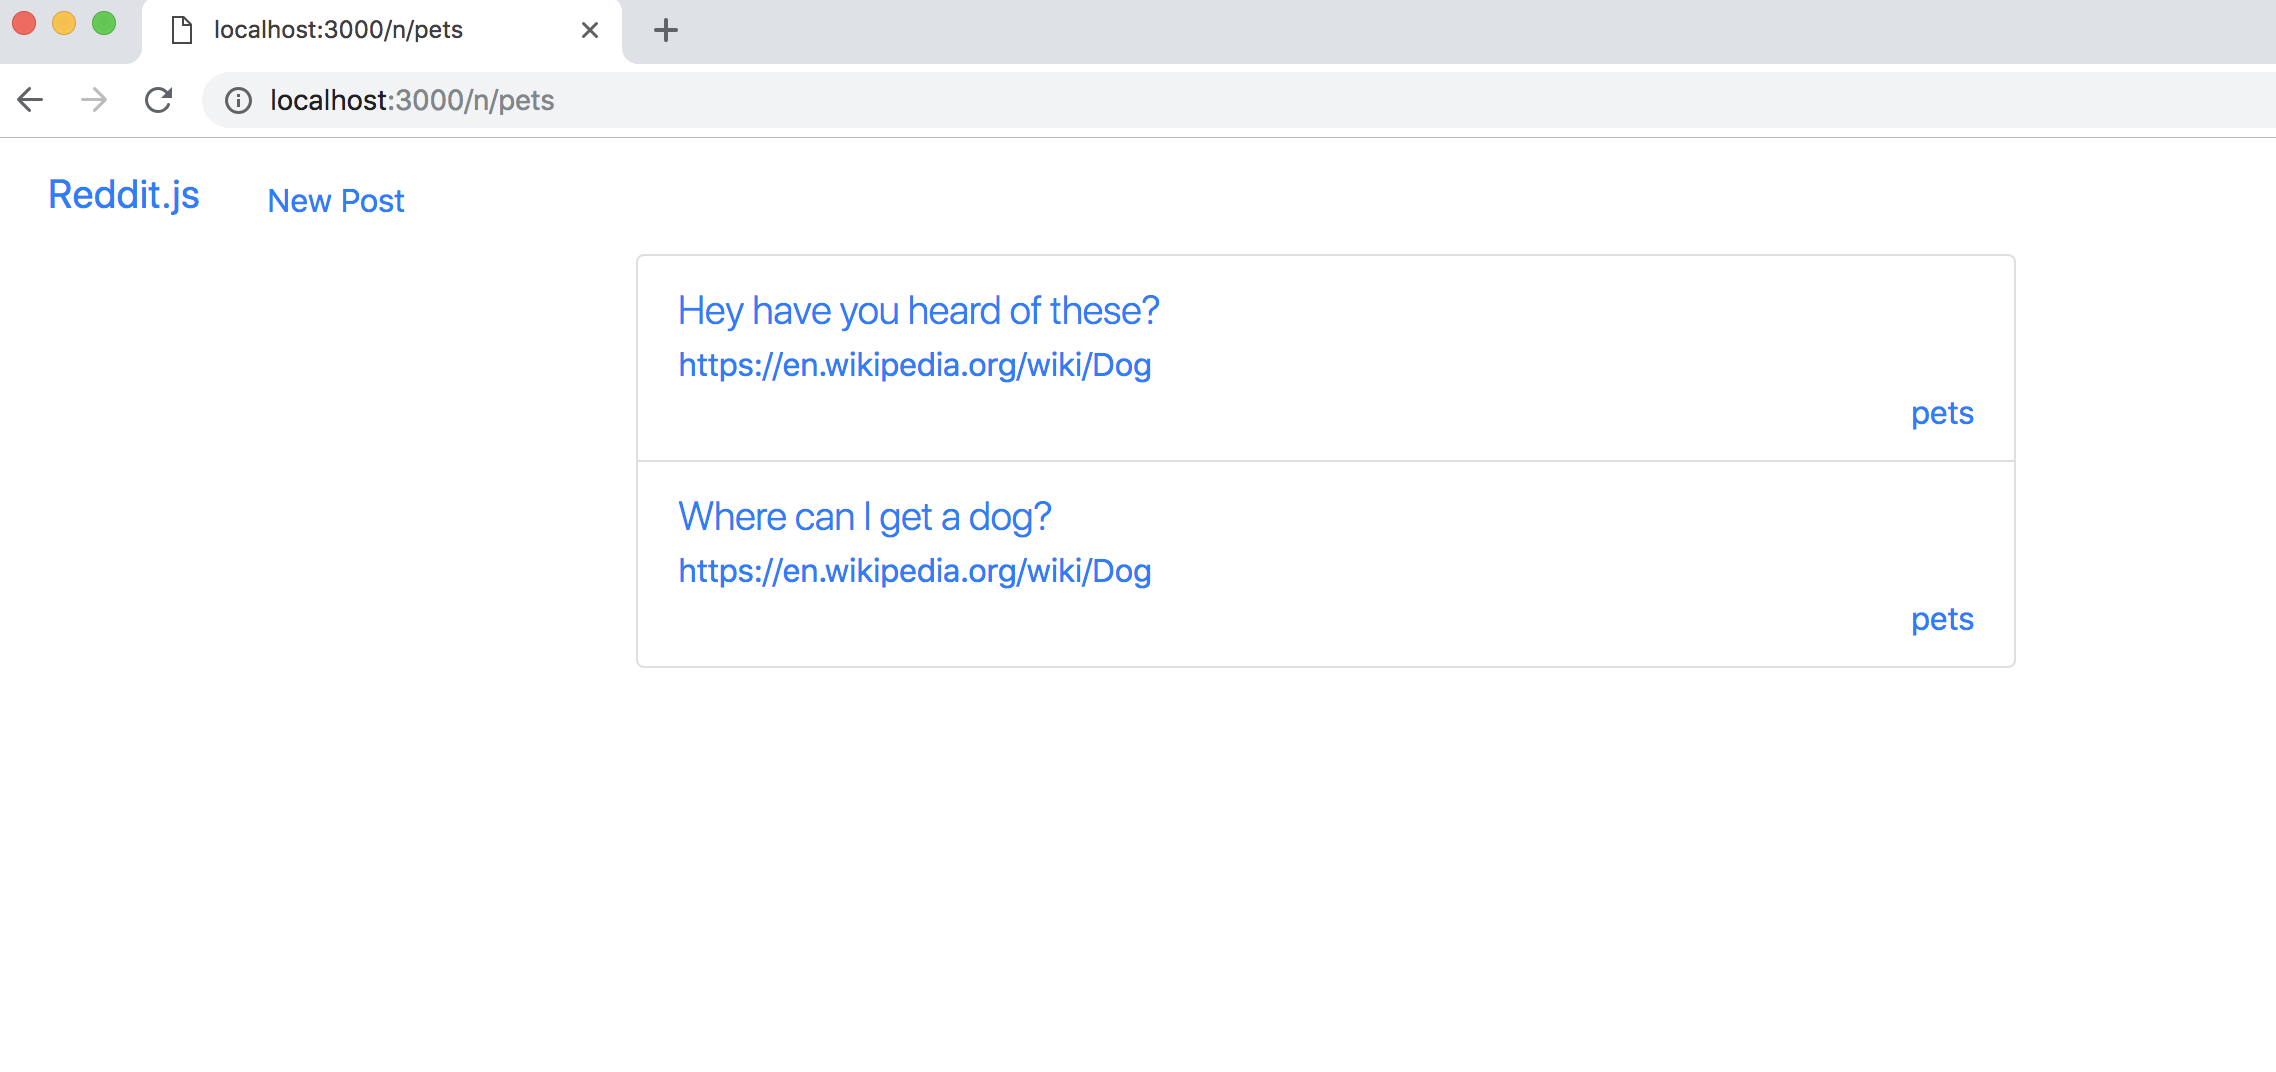 localhost:3000/n/pets
localhost:3000/n/pets
Reddit.js New Post
Hey have you heard of these?
https://en.wikipedia.org/wiki/Dog
pets
Where can I get a dog?
https://en.wikipedia.org/wiki/Dog
pets